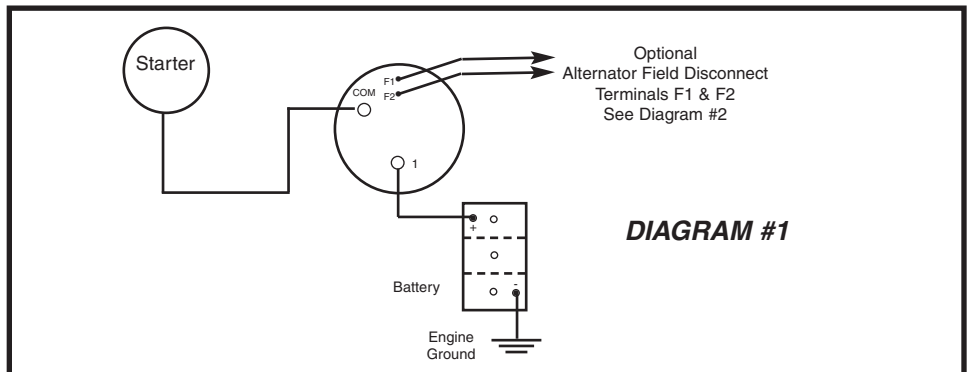 Starter
Optional
Alternator Field Disconnect
Terminals F1 & F2
See Diagram #2
F1
F2
COM
1
DIAGRAM #1
+
-
Battery
Engine
Ground